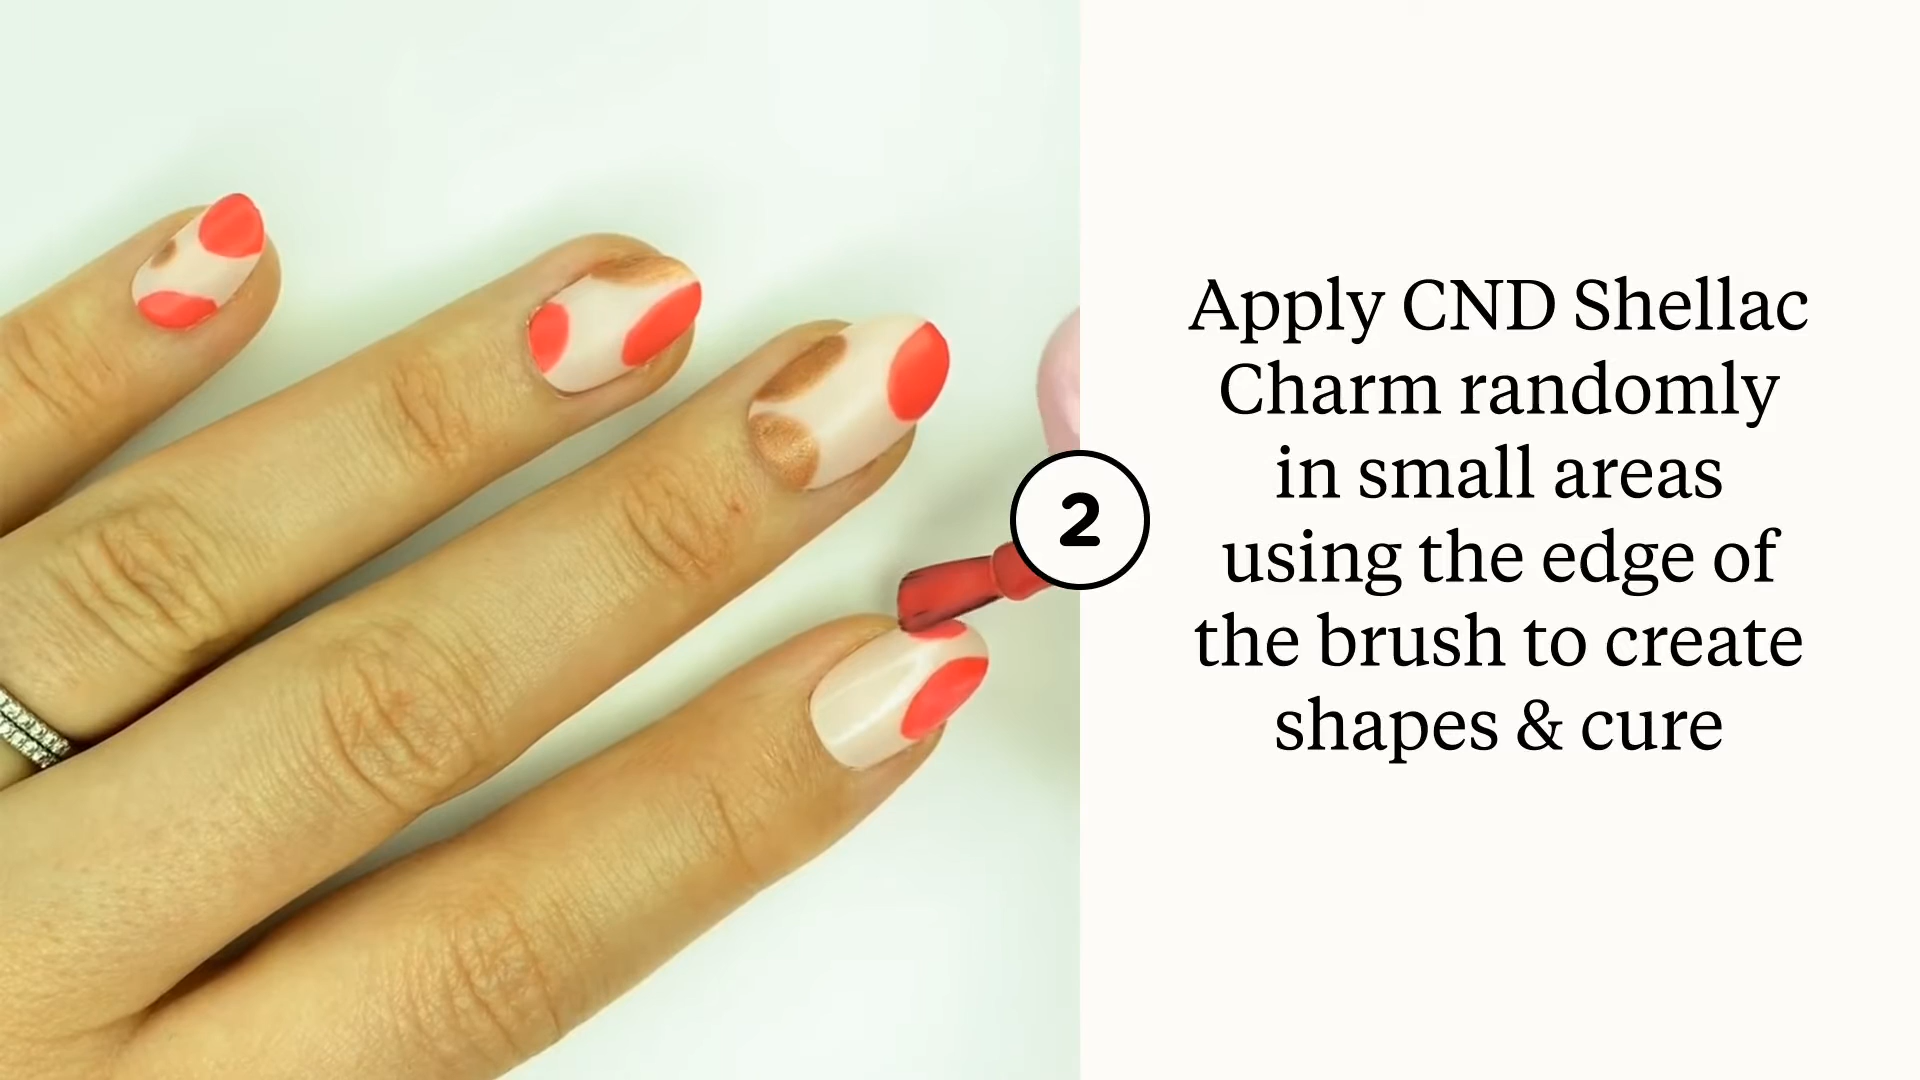 2
Apply CND Shellac
Charm randomly
in small areas
using the edge of
the brush to create
shapes & cure